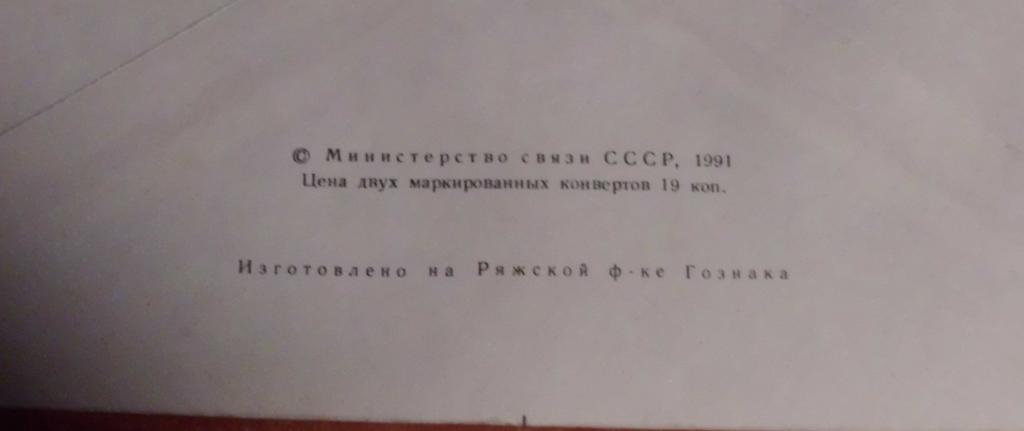 © Министерство связи СССР, 1991
Цена двух маркированных конвертов 19 коп.
Изготовлено на Ряжской ф-ке Гознака